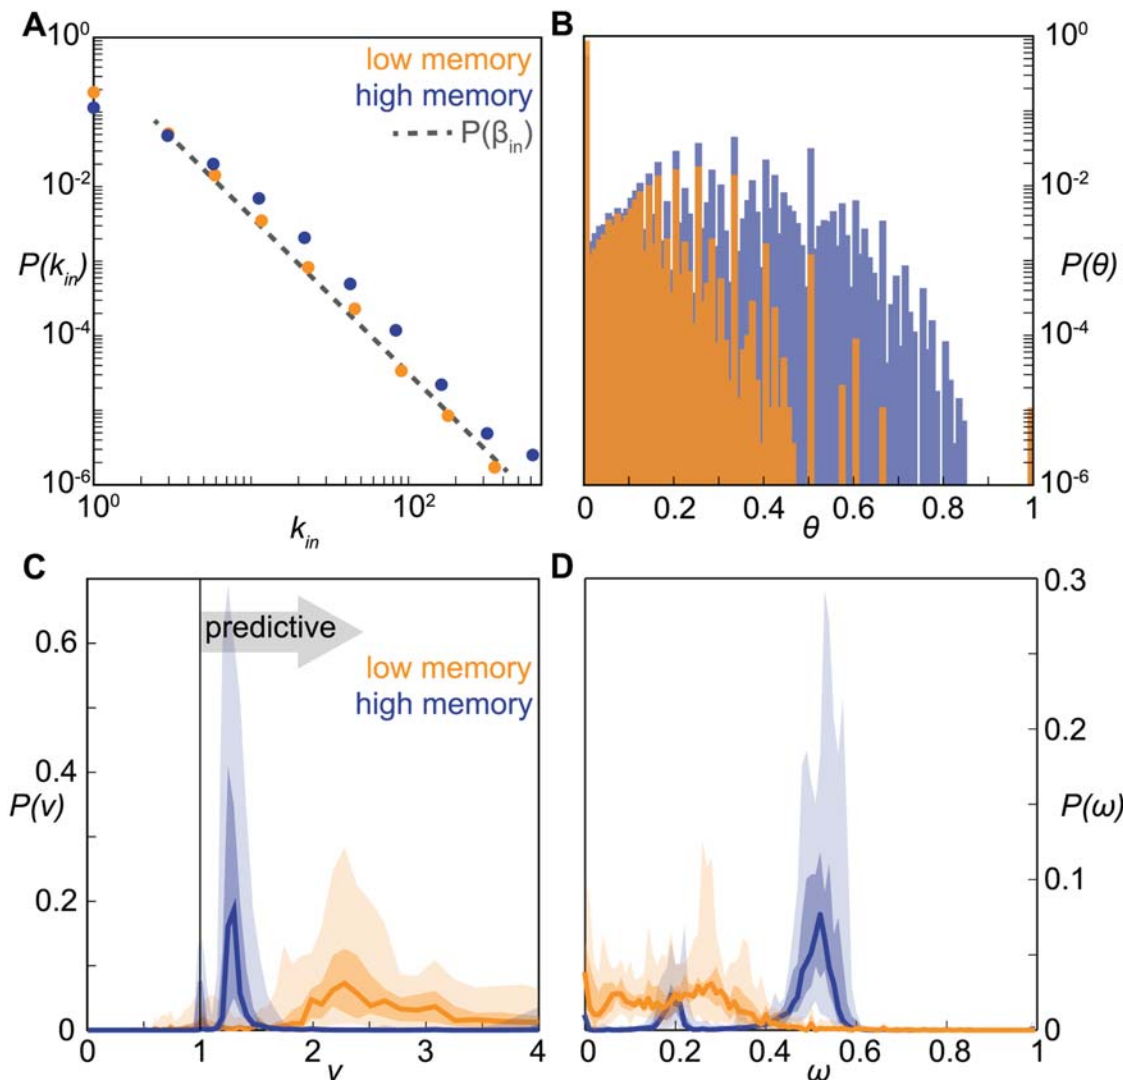 A
B
10^0
10^0
low memory
high memory
P(β_in)
10^-2
10^-2
P(k_in)
P(θ)
10^-4
10^-4
10^-6
10^-6
10^0
10^2
0
0.2
0.4
0.6
0.8
1
k_in
θ
C
D
0.3
predictive
0.6
low memory
high memory
0.2
0.4
P(ν)
P(ω)
0.2
0.1
0
0
0
1
2
3
4
0
0.2
0.4
0.6
0.8
1
ν
ω